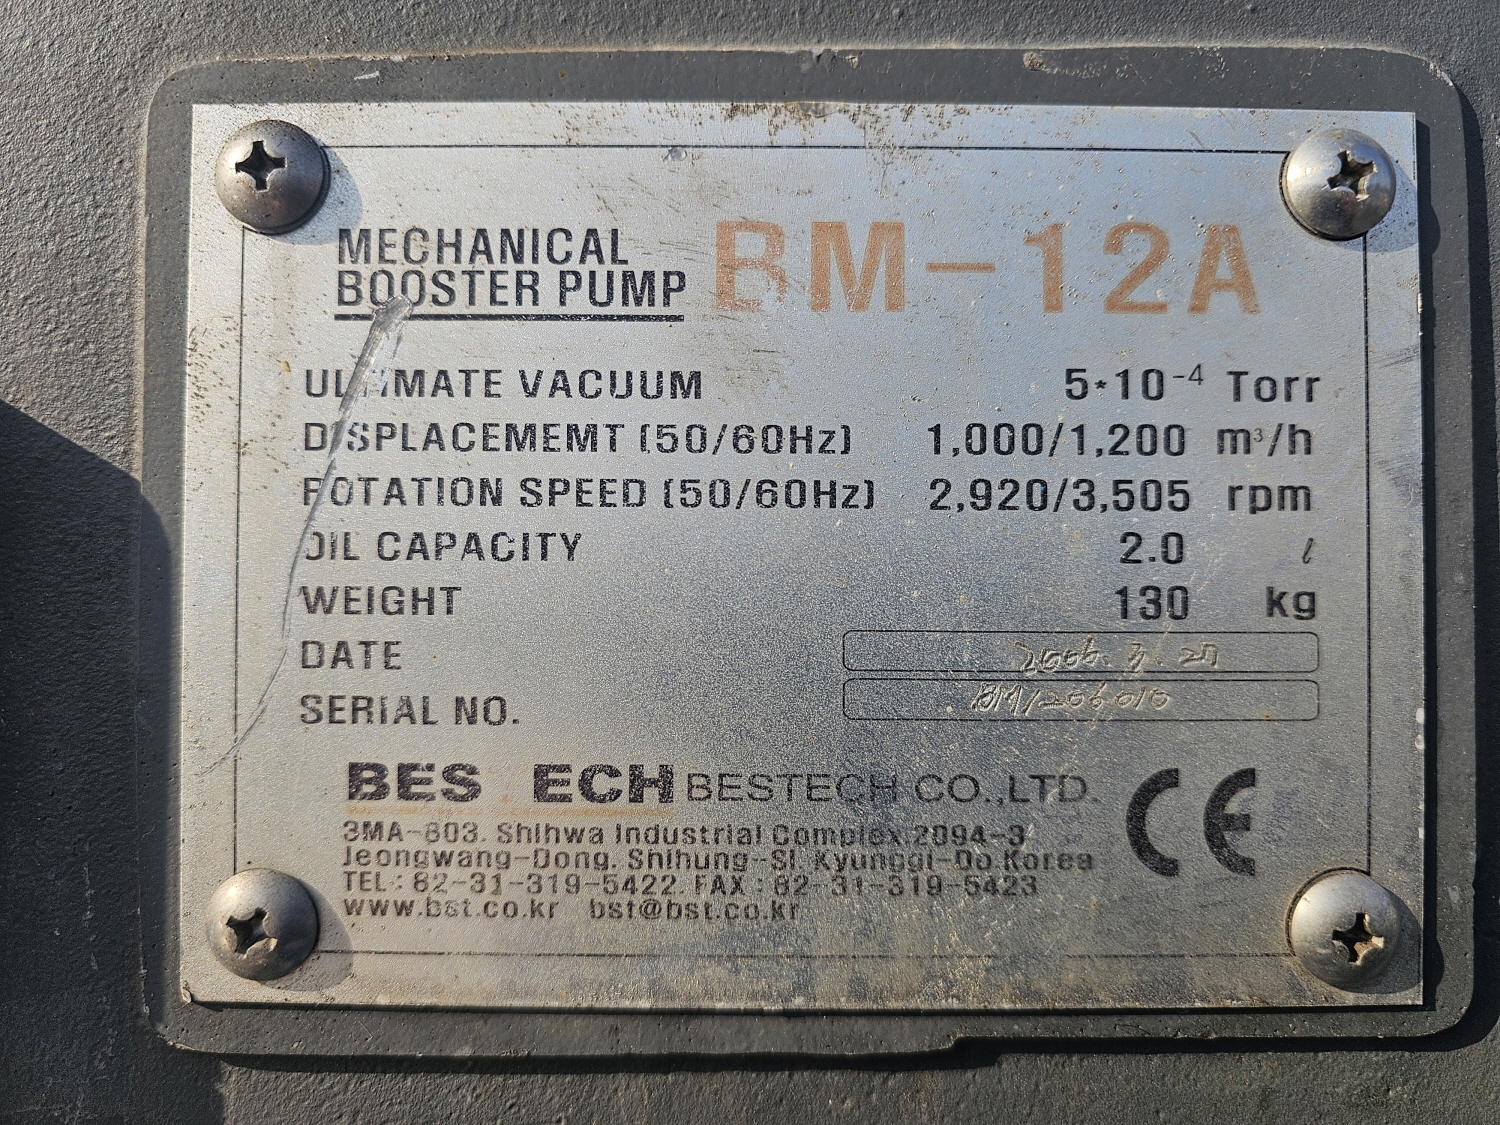 MECHANICAL
BOOSTER PUMP BM-12A
ULTIMATE VACUUM 5*10⁻⁴ Torr
DISPLACEMEMT (50/60Hz) 1,000/1,200 m³/h
ROTATION SPEED (50/60Hz) 2,920/3,505 rpm
OIL CAPACITY 2.0 ℓ
WEIGHT 130 kg
DATE 2006. 3. 27
SERIAL NO. BM1206010
BES ECH BESTECH CO.,LTD. CE
3MA-803. Shihwa Industrial Complex.2094-3
Jeongwang-Dong. Shihung-SI. Kyunggi-Do.Korea
TEL : 82-31-319-5422. FAX : 82-31-319-5423
www.bst.co.kr bst@bst.co.kr